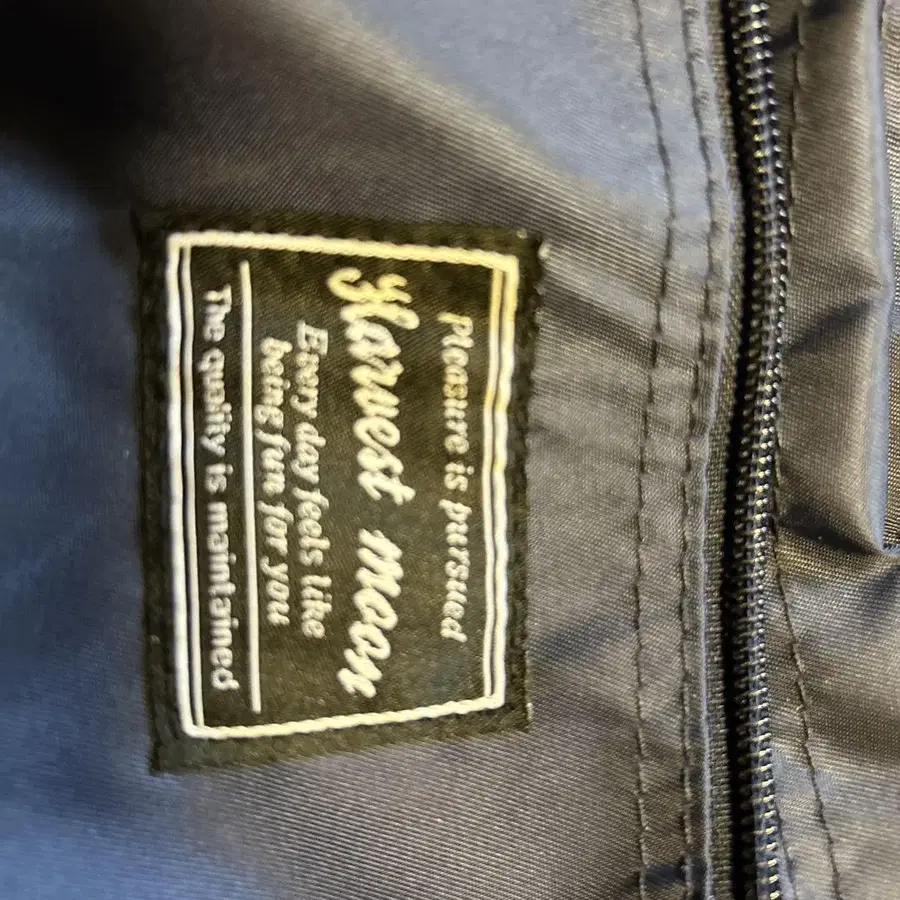 Pleasure is pursued
Harvest moon
Every day feels like
being fun for you
The quality is maintained